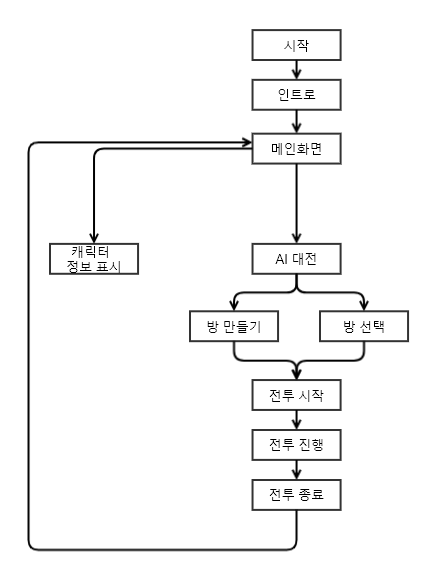 시작
인트로
메인화면
캐릭터
정보 표시
AI 대전
방 만들기
방 선택
전투 시작
전투 진행
전투 종료